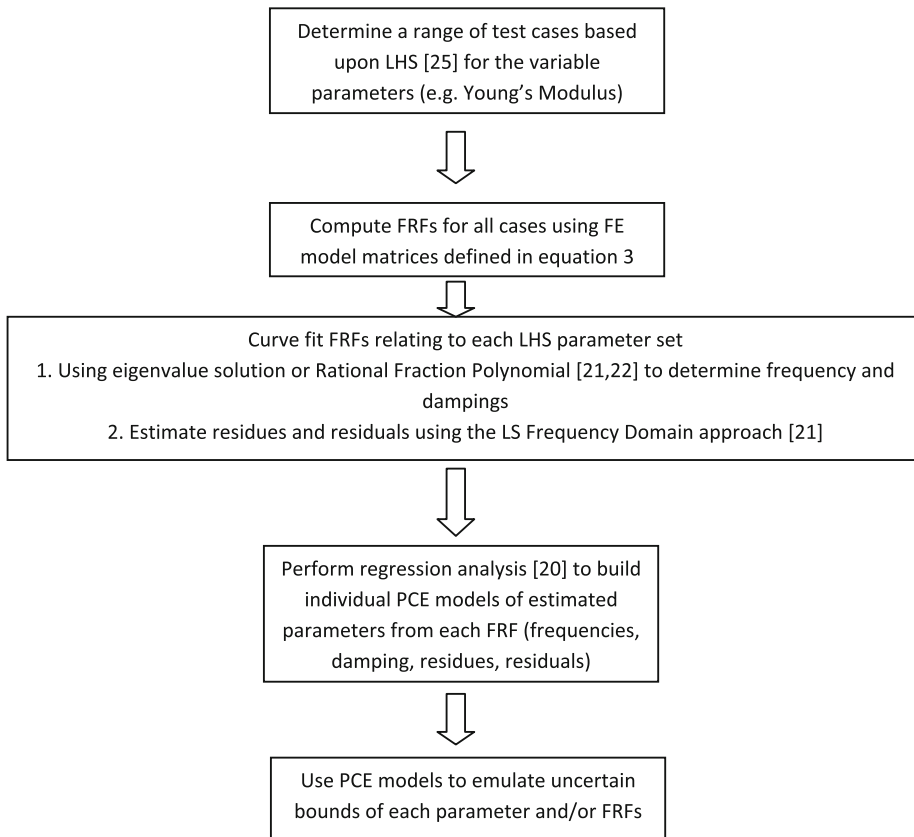 Determine a range of test cases based
upon LHS [25] for the variable
parameters (e.g. Young’s Modulus)
Compute FRFs for all cases using FE
model matrices defined in equation 3
Curve fit FRFs relating to each LHS parameter set
1. Using eigenvalue solution or Rational Fraction Polynomial [21,22] to determine frequency and
dampings
2. Estimate residues and residuals using the LS Frequency Domain approach [21]
Perform regression analysis [20] to build
individual PCE models of estimated
parameters from each FRF (frequencies,
damping, residues, residuals)
Use PCE models to emulate uncertain
bounds of each parameter and/or FRFs